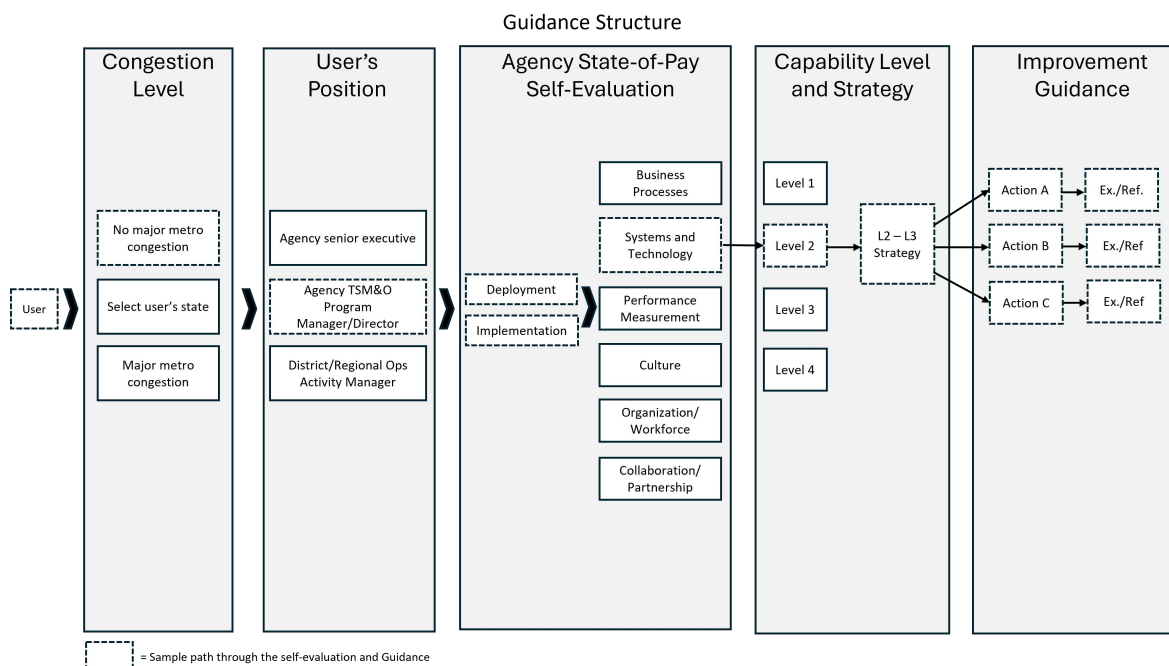 Guidance Structure
Congestion
Level
User’s
Position
Agency State-of-Pay
Self-Evaluation
Capability Level
and Strategy
Improvement
Guidance
User
No major metro
congestion
Select user’s state
Major metro
congestion
Agency senior executive
Agency TSM&O
Program
Manager/Director
District/Regional Ops
Activity Manager
Deployment
Implementation
Business
Processes
Systems and
Technology
Performance
Measurement
Culture
Organization/
Workforce
Collaboration/
Partnership
Level 1
Level 2
Level 3
Level 4
L2 – L3
Strategy
Action A
Ex./Ref.
Action B
Ex./Ref
Action C
Ex./Ref
= Sample path through the self-evaluation and Guidance